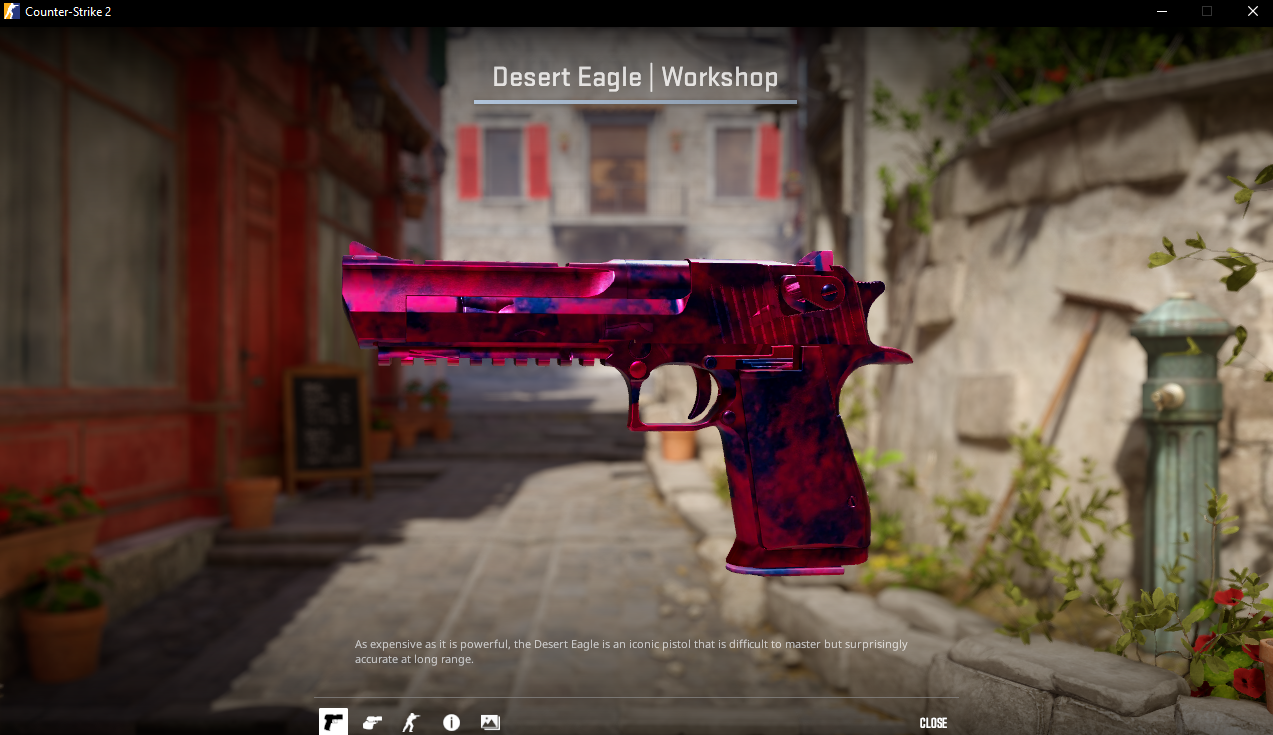 Counter-Strike 2
Desert Eagle | Workshop
As expensive as it is powerful, the Desert Eagle is an iconic pistol that is difficult to master but surprisingly
accurate at long range.
CLOSE